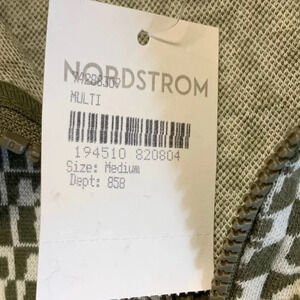 NORDSTROM
MULTI
194510 820804
Size: Medium
Dept: 858